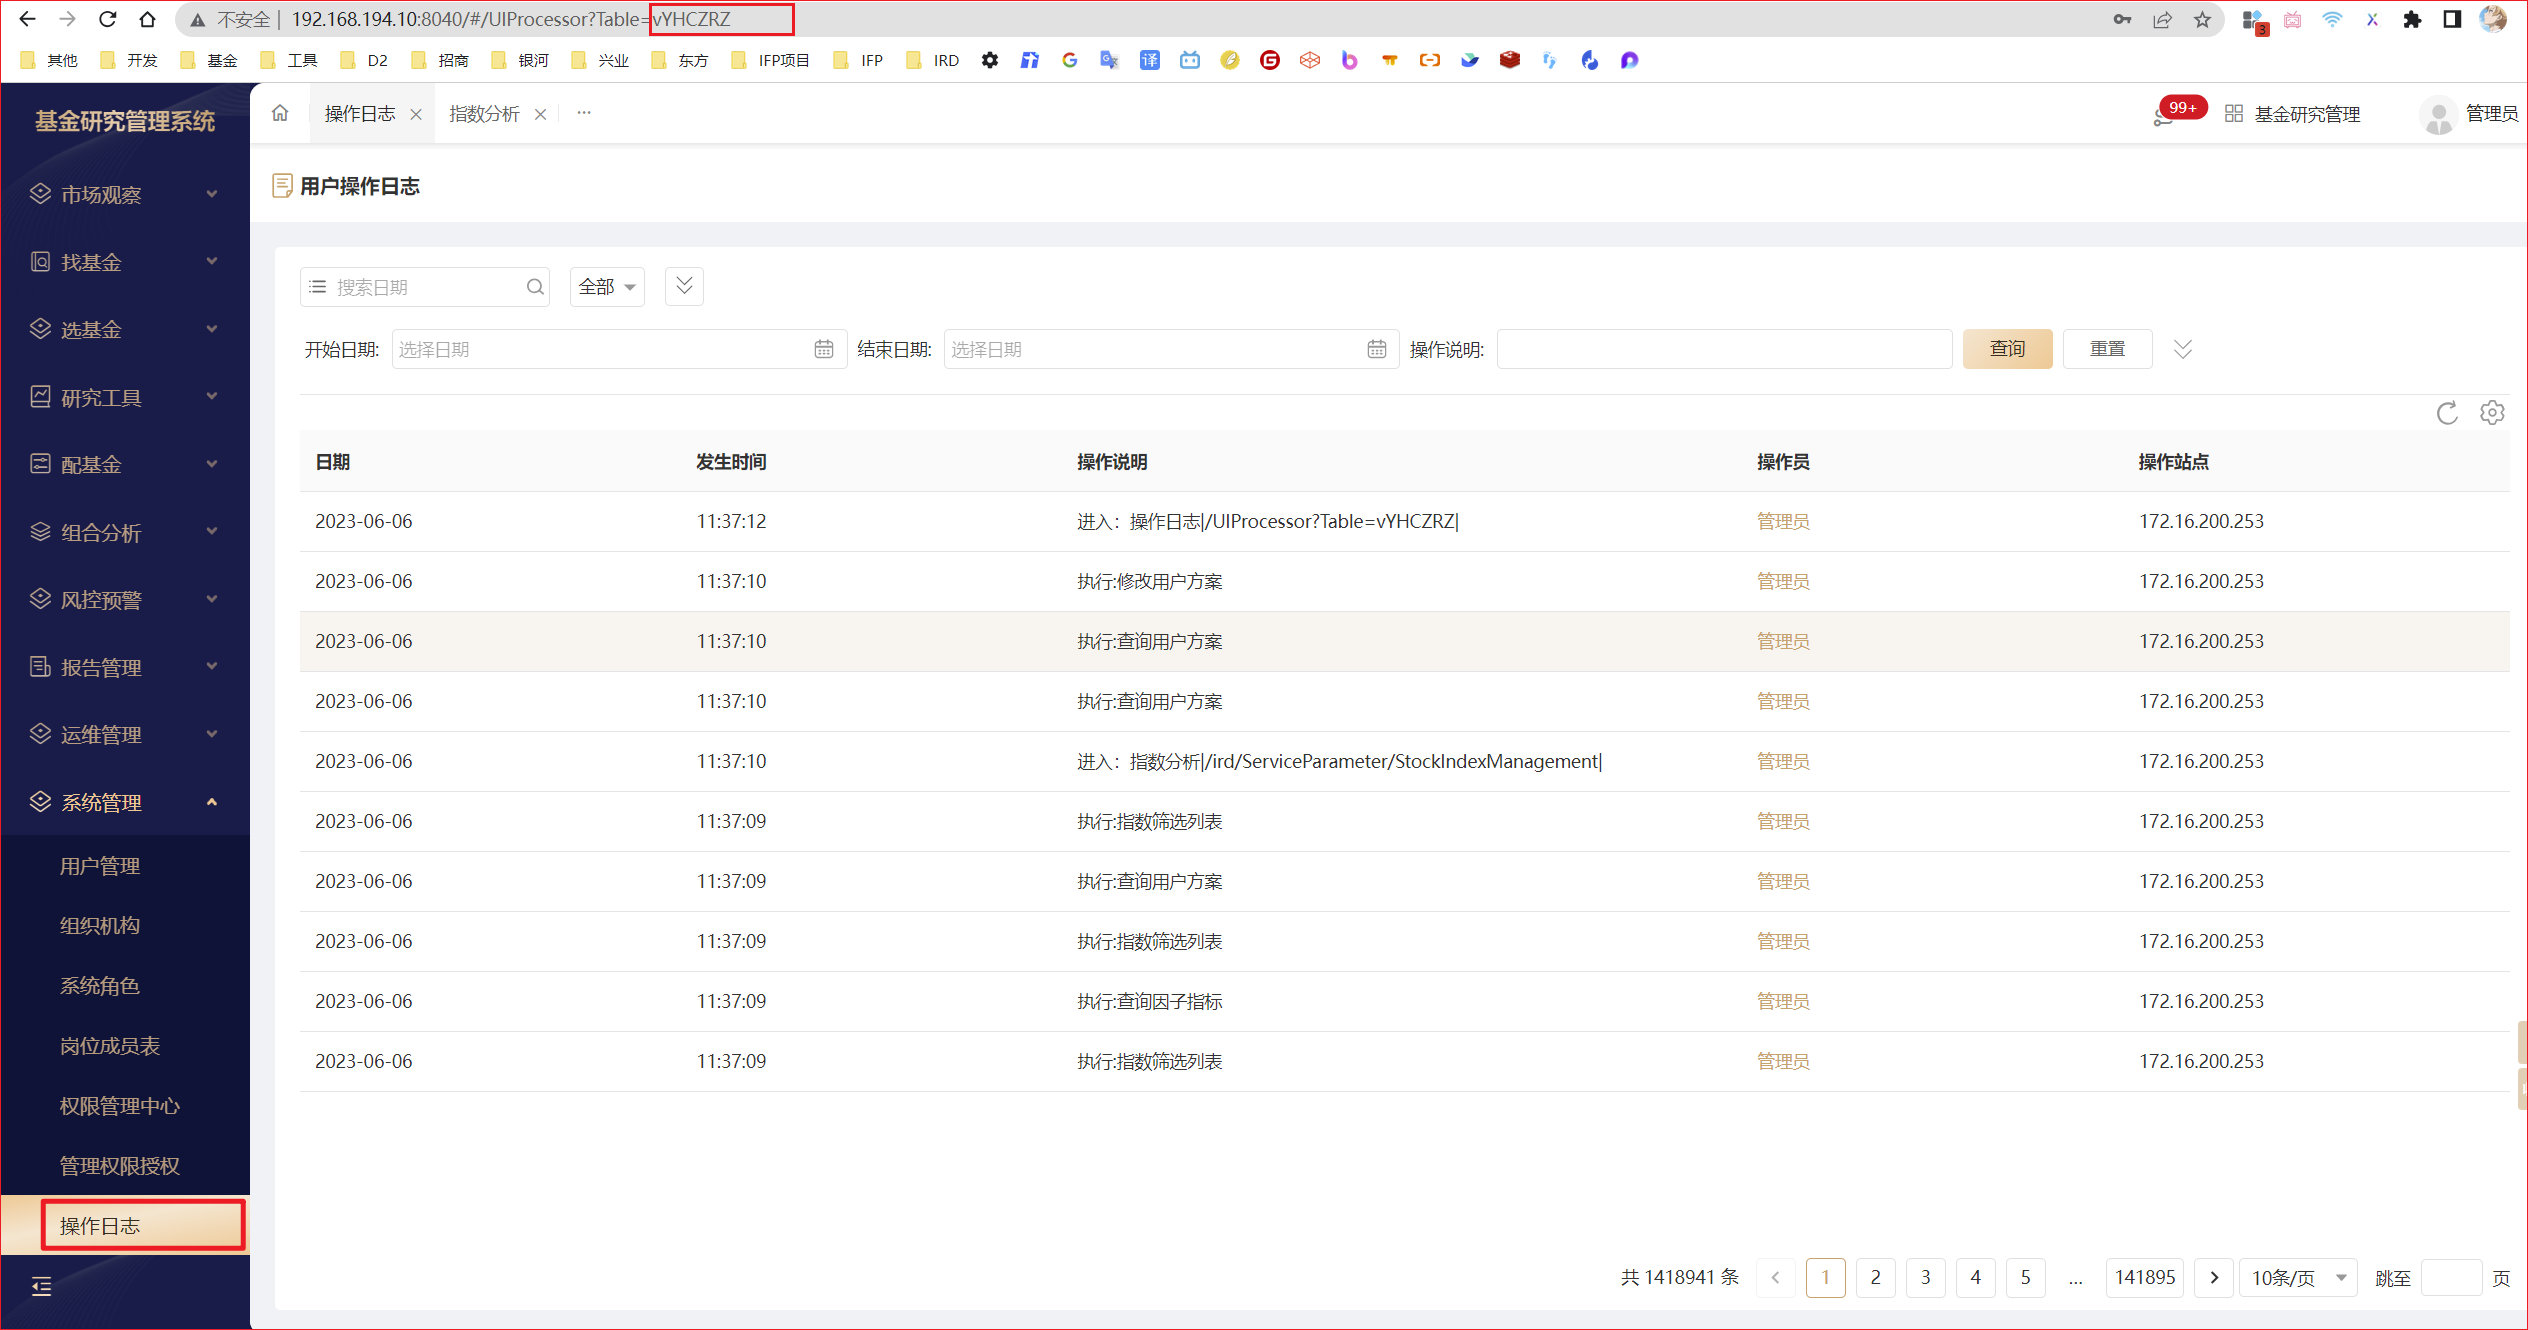 不安全 | 192.168.194.10:8040/#/UIProcessor?Table=vYHCZRZ
3
其他 开发 基金 工具 D2 招商 银河 兴业 东方 IFP项目 IFP IRD 译
基金研究管理系统
操作日志 指数分析 ··· 99+ 基金研究管理 管理员
用户操作日志
市场观察
找基金
选基金
研究工具
配基金
组合分析
风控预警
报告管理
运维管理
系统管理
用户管理
组织机构
系统角色
岗位成员表
权限管理中心
管理权限授权
操作日志
搜索日期 全部
开始日期: 选择日期 结束日期: 选择日期 操作说明: 查询 重置
日期 发生时间 操作说明 操作员 操作站点
2023-06-06 11:37:12 进入：操作日志|/UIProcessor?Table=vYHCZRZ| 管理员 172.16.200.253
2023-06-06 11:37:10 执行:修改用户方案 管理员 172.16.200.253
2023-06-06 11:37:10 执行:查询用户方案 管理员 172.16.200.253
2023-06-06 11:37:10 执行:查询用户方案 管理员 172.16.200.253
2023-06-06 11:37:10 进入：指数分析|/ird/ServiceParameter/StockIndexManagement| 管理员 172.16.200.253
2023-06-06 11:37:09 执行:指数筛选列表 管理员 172.16.200.253
2023-06-06 11:37:09 执行:查询用户方案 管理员 172.16.200.253
2023-06-06 11:37:09 执行:指数筛选列表 管理员 172.16.200.253
2023-06-06 11:37:09 执行:查询因子指标 管理员 172.16.200.253
2023-06-06 11:37:09 执行:指数筛选列表 管理员 172.16.200.253
共 1418941 条 1 2 3 4 5 ... 141895 10条/页 跳至 页